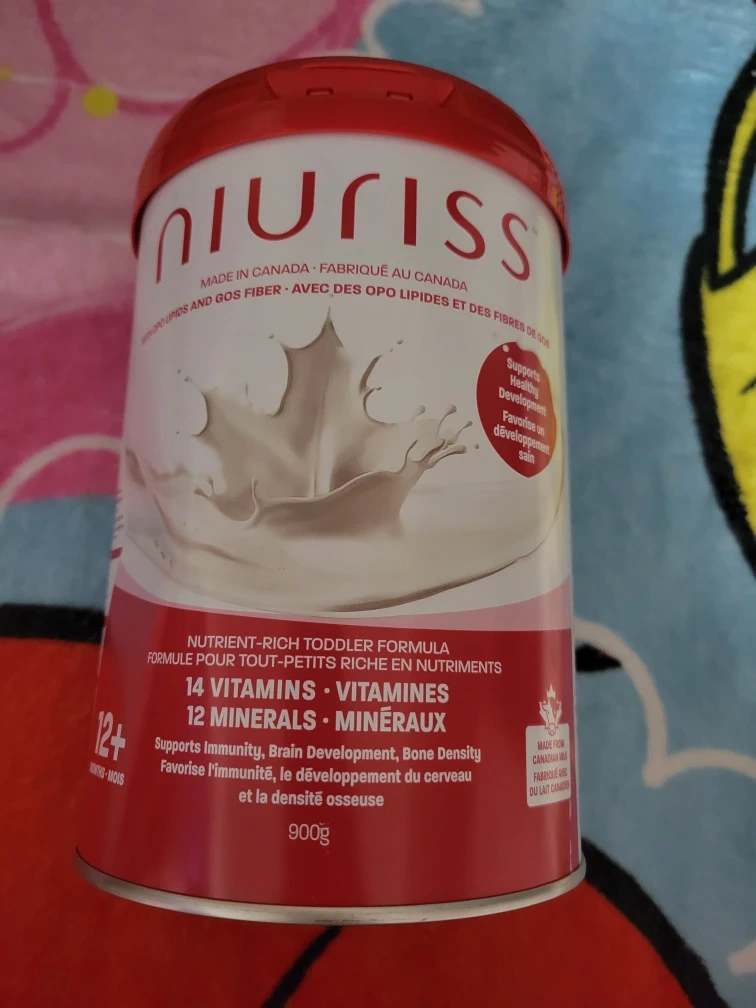 niuriss
MADE IN CANADA · FABRIQUÉ AU CANADA
OPO LIPIDS AND GOS FIBER · AVEC DES OPO LIPIDES ET DES FIBRES DE
Supports
Healthy
Development
Favorise un
développement
sain
NUTRIENT-RICH TODDLER FORMULA
FORMULE POUR TOUT-PETITS RICHE EN NUTRIMENTS
14 VITAMINS · VITAMINES
12 MINERALS · MINÉRAUX
12+
MONTHS · MOIS
Supports Immunity, Brain Development, Bone Density
Favorise l'immunité, le développement du cerveau
et la densité osseuse
900g
MADE FROM
CANADIAN MILK
FABRIQUÉ AVEC
DU LAIT CANADIEN